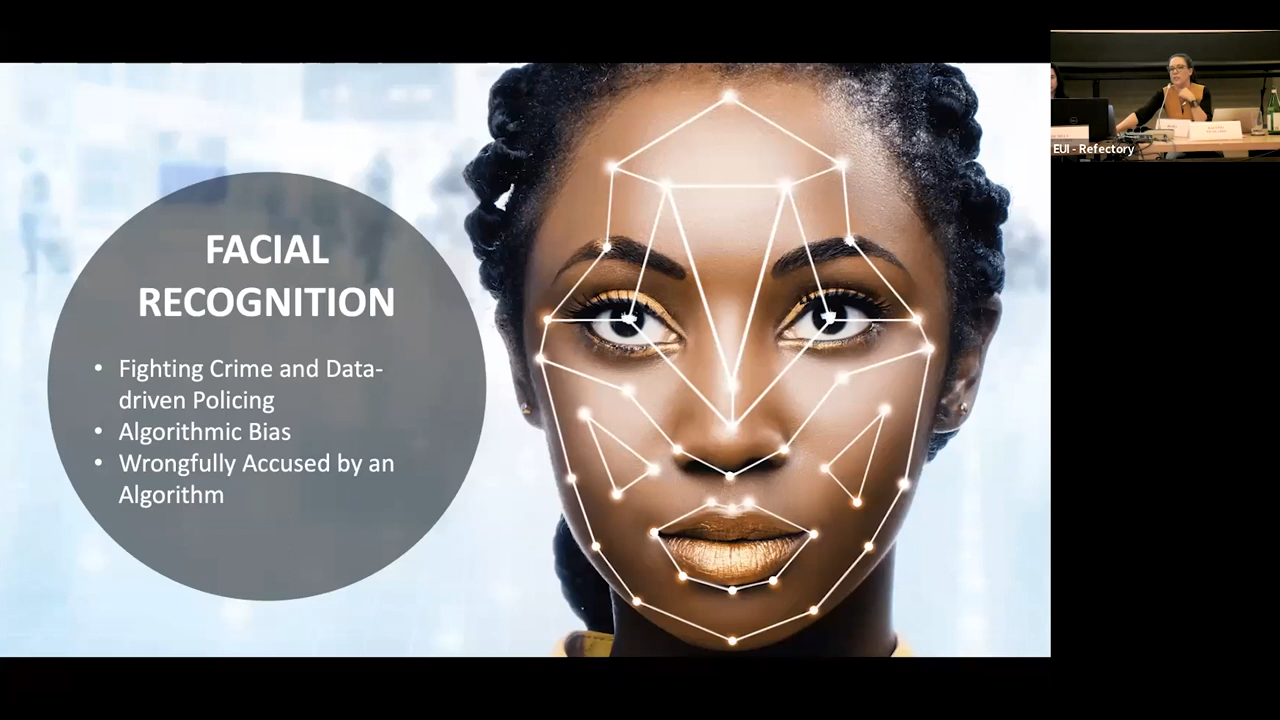 FACIAL
RECOGNITION
• Fighting Crime and Data-
driven Policing
• Algorithmic Bias
• Wrongfully Accused by an
Algorithm
EUI - Refectory